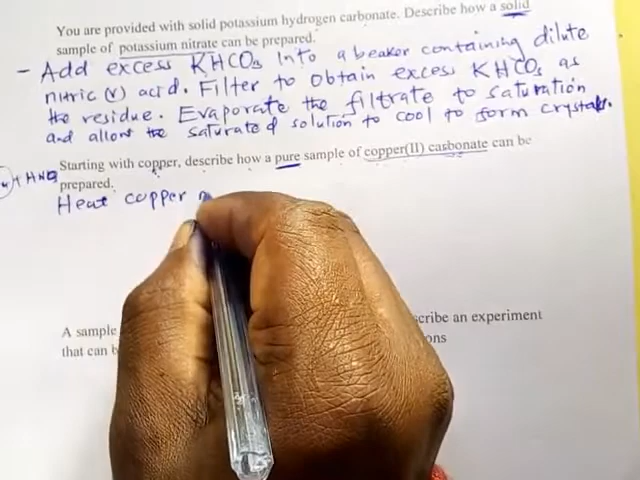 You are provided with solid potassium hydrogen carbonate. Describe how a solid
sample of potassium nitrate can be prepared.
- Add excess KHCO3 into a beaker containing dilute
nitric (V) acid. Filter to obtain excess KHCO3 as
the residue. Evaporate the filtrate to saturation
and allow the saturated solution to cool to form crystals.
Starting with copper, describe how a pure sample of copper(II) carbonate can be
+ HNO3
prepared.
Heat copper
A sample
scribe an experiment
that can b
ons